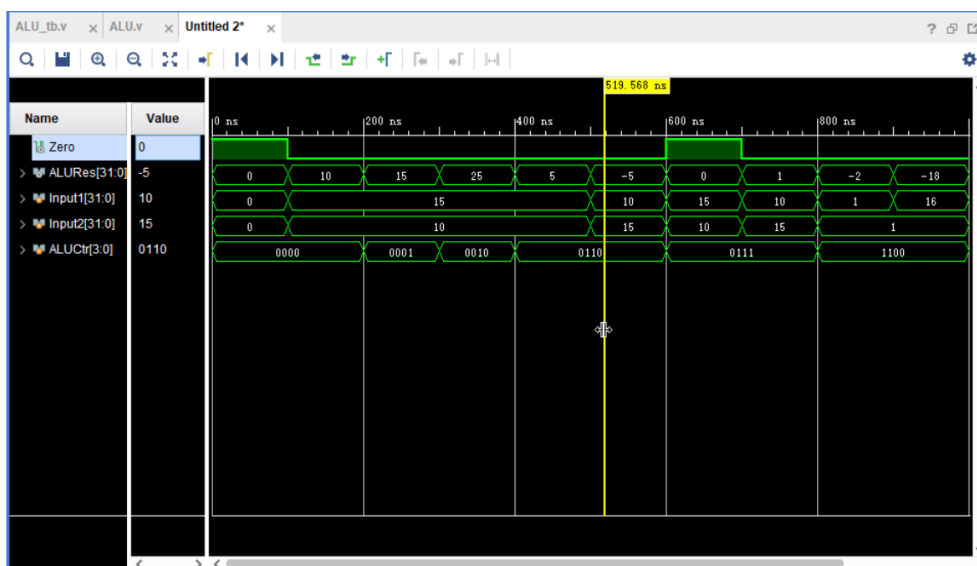 ALU_tb.v × ALU.v × Untitled 2* ×
?
519.568 ns
Name Value
0 ns 200 ns 400 ns 600 ns 800 ns
Zero 0
> ALURes[31:0] -5 0 10 15 25 5 -5 0 1 -2 -18
> Input1[31:0] 10 0 15 10 15 10 1 16
> Input2[31:0] 15 0 10 15 10 15 1
> ALUCtr[3:0] 0110 0000 0001 0010 0110 0111 1100